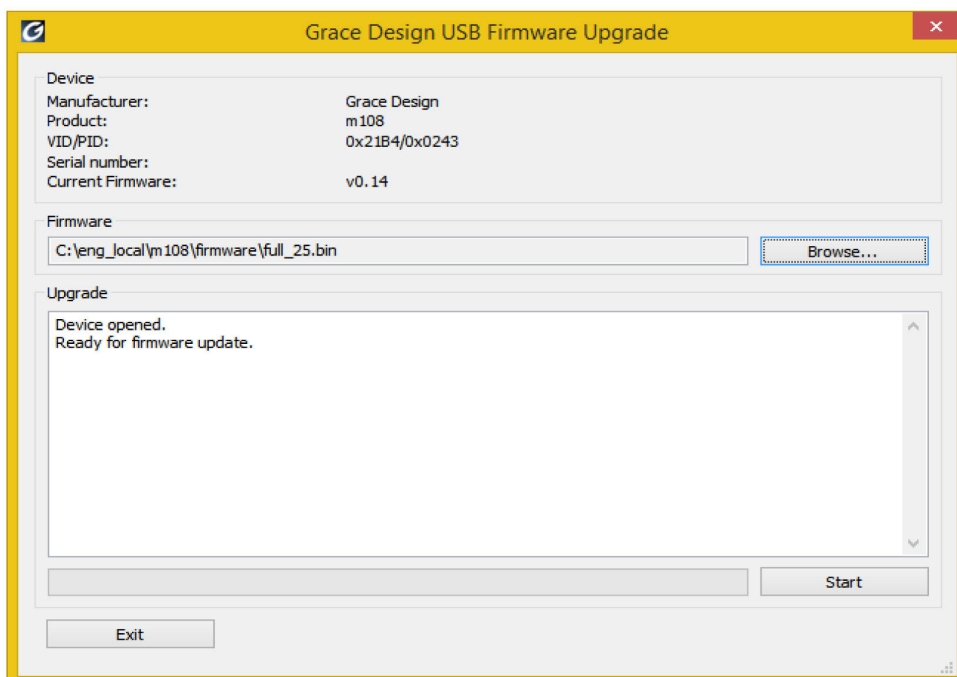 Grace Design USB Firmware Upgrade
Device
Manufacturer: Grace Design
Product: m108
VID/PID: 0x21B4/0x0243
Serial number:
Current Firmware: v0.14
Firmware
C:\eng_local\m108\firmware\full_25.bin Browse...
Upgrade
Device opened.
Ready for firmware update.
Start
Exit